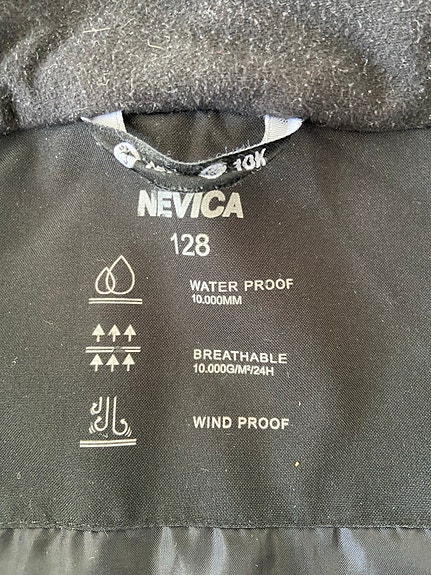 10K
NEVICA
128
WATER PROOF
10.000MM
BREATHABLE
10.000G/M²/24H
WIND PROOF